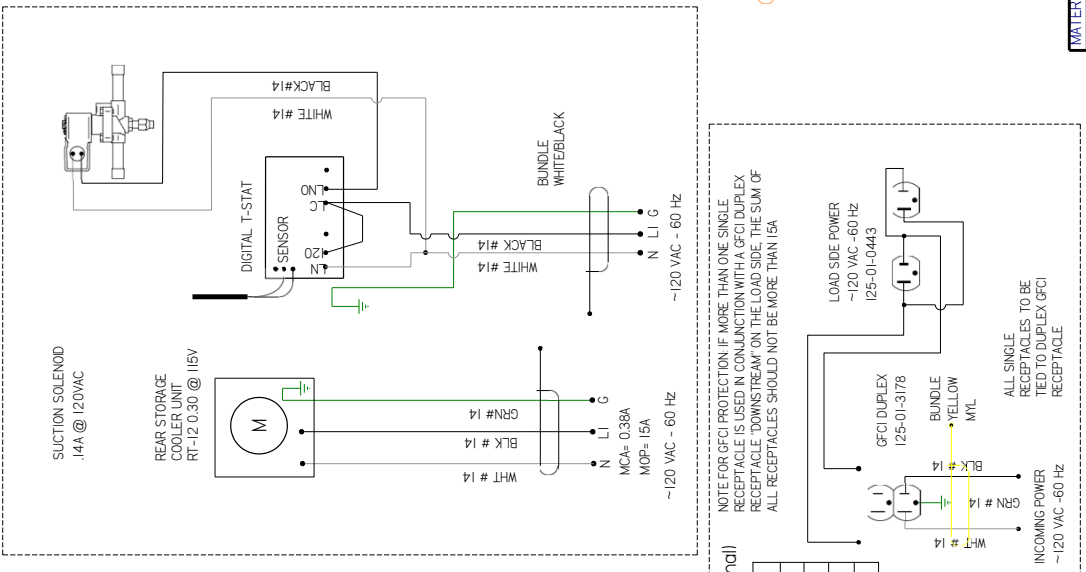 SUCTION SOLENOID
.14A @ 120VAC
BLACK#14
WHITE #14
DIGITAL T-STAT
SENSOR
LNO
LC
120
LN
BUNDLE
WHITE/BLACK
BLACK #14
WHITE #14
N
L1
G
~120 VAC - 60 Hz
REAR STORAGE
COOLER UNIT
RT-12 0.30 @ 115V
M
GRN# 14
BLK # 14
WHT # 14
N
L1
G
MCA= 0.38A
MOP= 15A
~120 VAC - 60 Hz
NOTE FOR GFCI PROTECTION: IF MORE THAN ONE SINGLE
RECEPTACLE IS USED IN CONJUNCTION WITH A GFCI DUPLEX
RECEPTACLE "DOWNSTREAM" ON THE LOAD SIDE, THE SUM OF
ALL RECEPTACLES SHOULD NOT BE MORE THAN 15A
LOAD SIDE POWER
~120 VAC -60 Hz
125-01-0443
GFCI DUPLEX
125-01-3178
BUNDLE
YELLOW
MYL
ALL SINGLE
RECEPTACLES TO BE
TIED TO DUPLEX GFCI
RECEPTACLE
BLK # 14
GRN # 14
WHT # 14
INCOMING POWER
~120 VAC -60 Hz
nal)
MATER